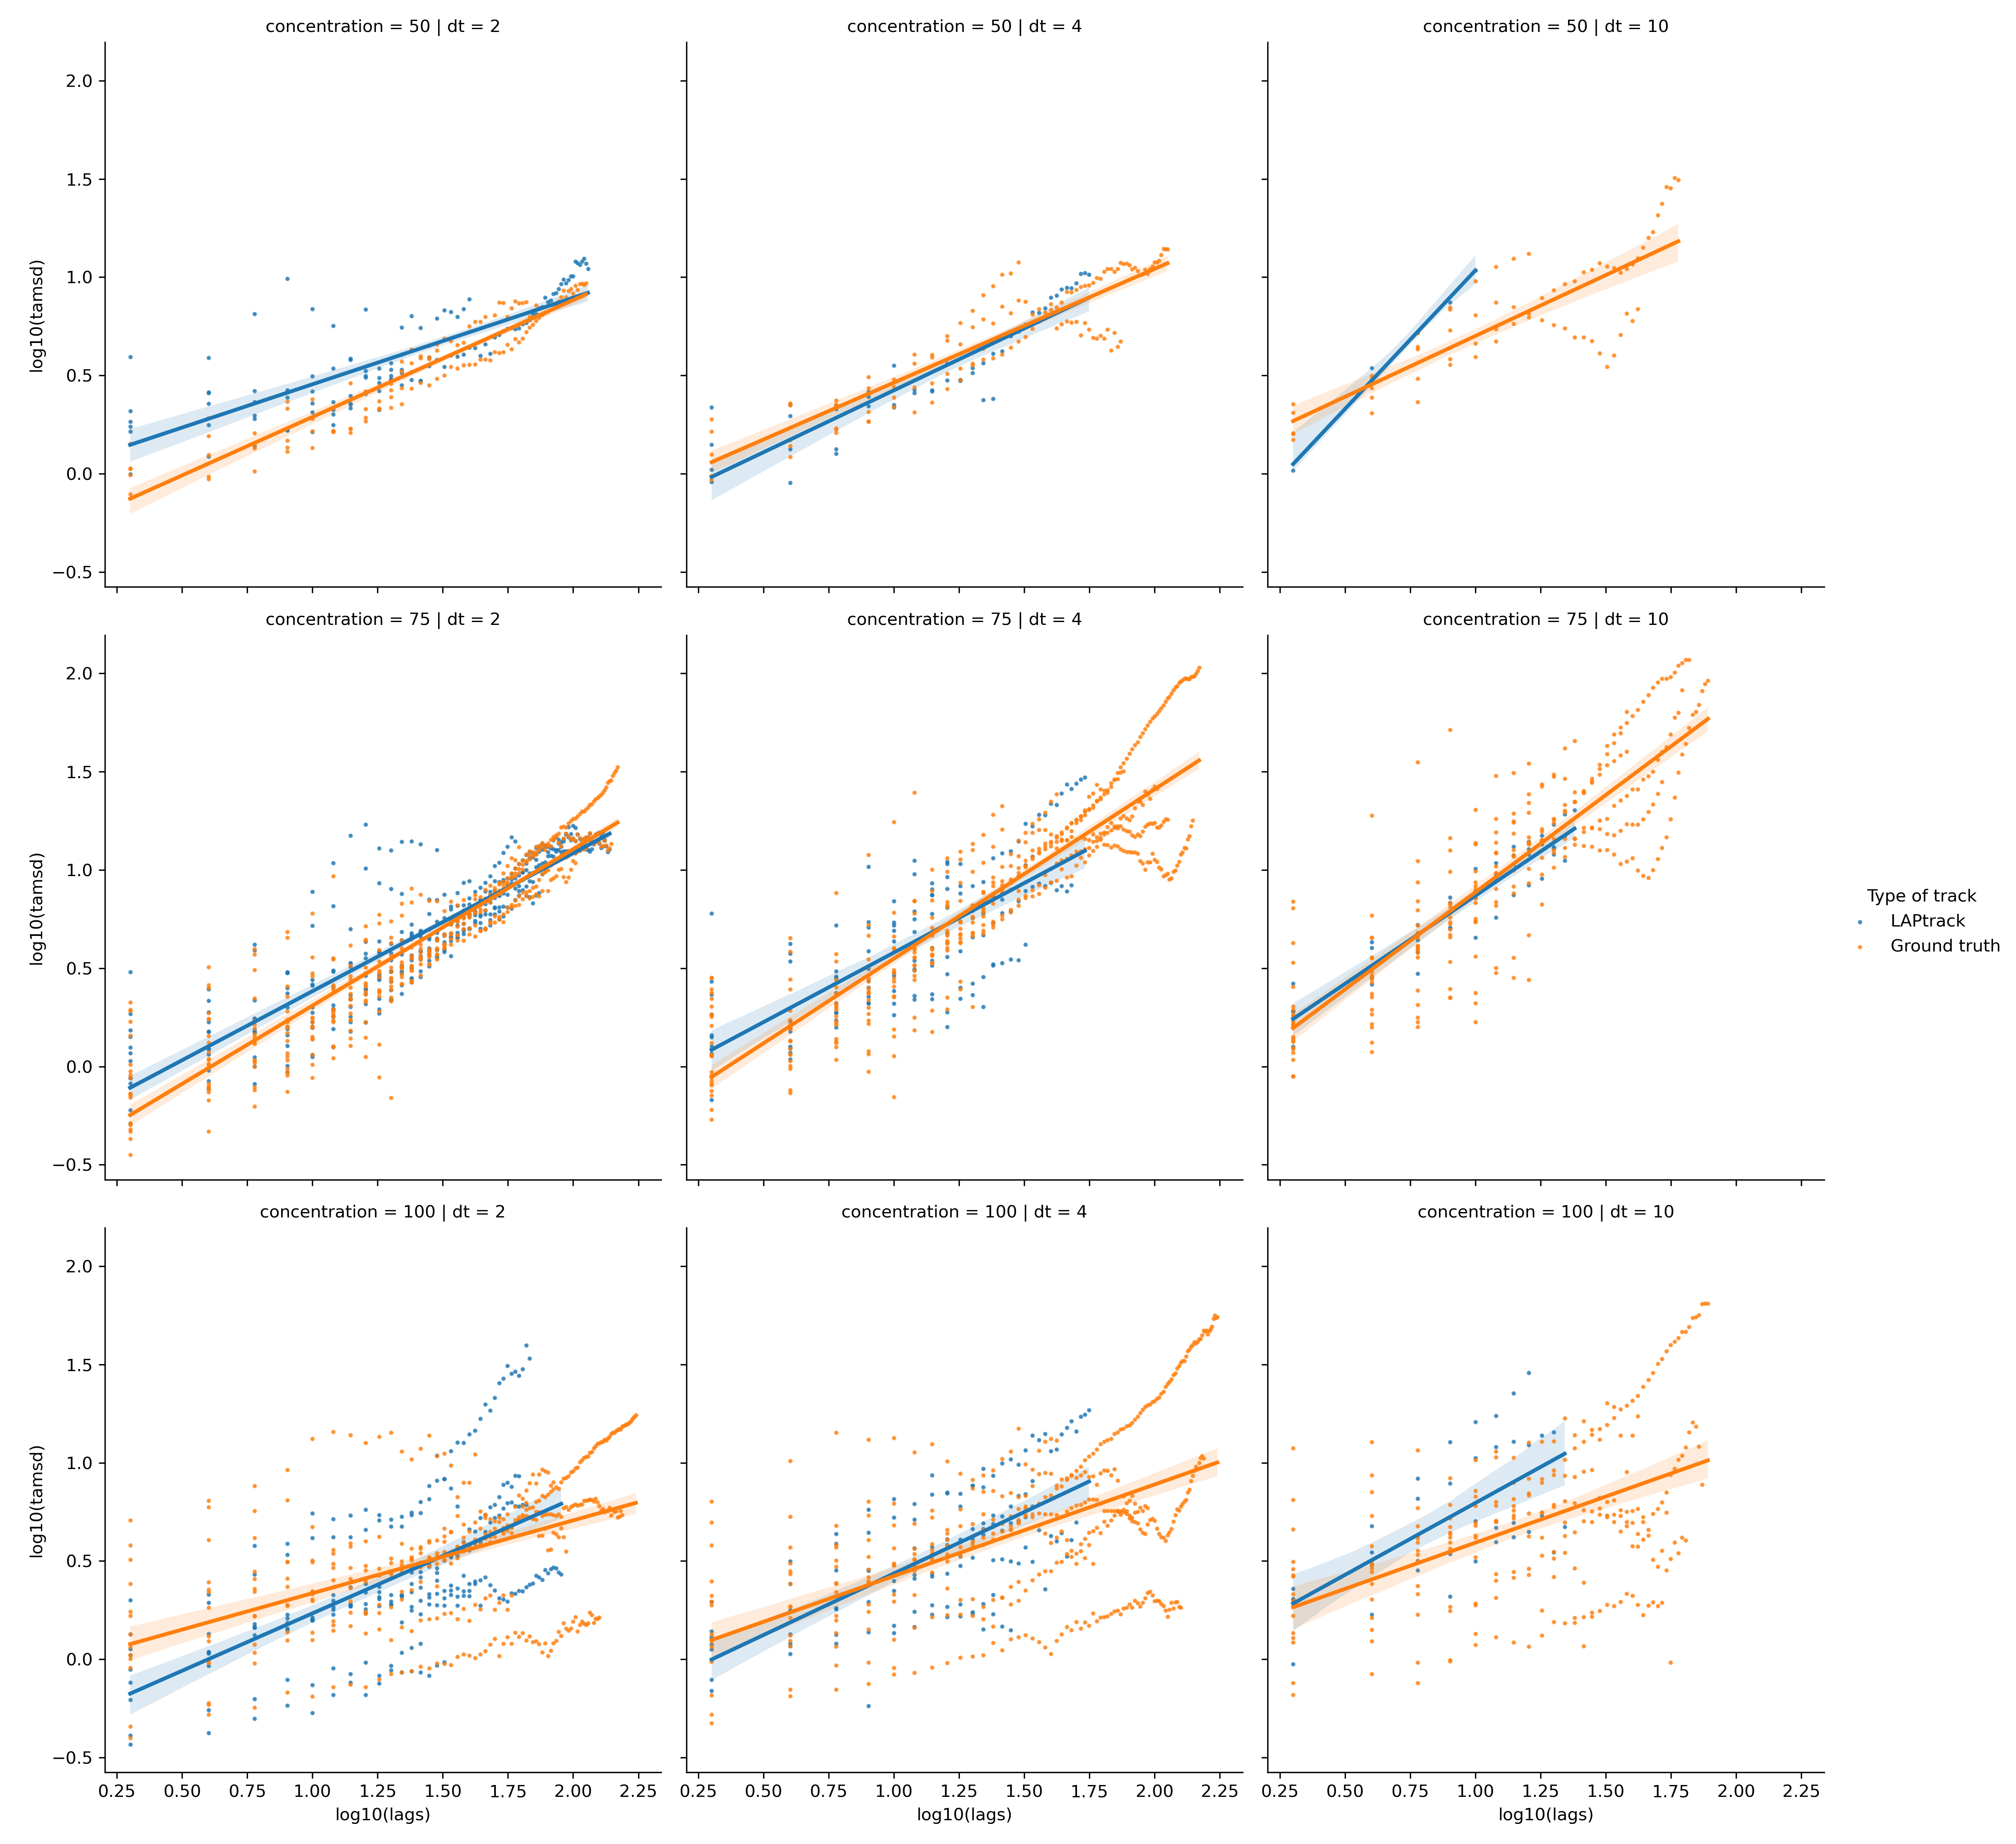 concentration = 50 | dt = 2
concentration = 50 | dt = 4
concentration = 50 | dt = 10
2.0
1.5
1.0
0.5
0.0
−0.5
log10(tamsd)
concentration = 75 | dt = 2
concentration = 75 | dt = 4
concentration = 75 | dt = 10
2.0
1.5
1.0
0.5
0.0
−0.5
log10(tamsd)
Type of track
LAPtrack
Ground truth
concentration = 100 | dt = 2
concentration = 100 | dt = 4
concentration = 100 | dt = 10
2.0
1.5
1.0
0.5
0.0
−0.5
log10(tamsd)
0.25 0.50 0.75 1.00 1.25 1.50 1.75 2.00 2.25
0.25 0.50 0.75 1.00 1.25 1.50 1.75 2.00 2.25
0.25 0.50 0.75 1.00 1.25 1.50 1.75 2.00 2.25
log10(lags)
log10(lags)
log10(lags)